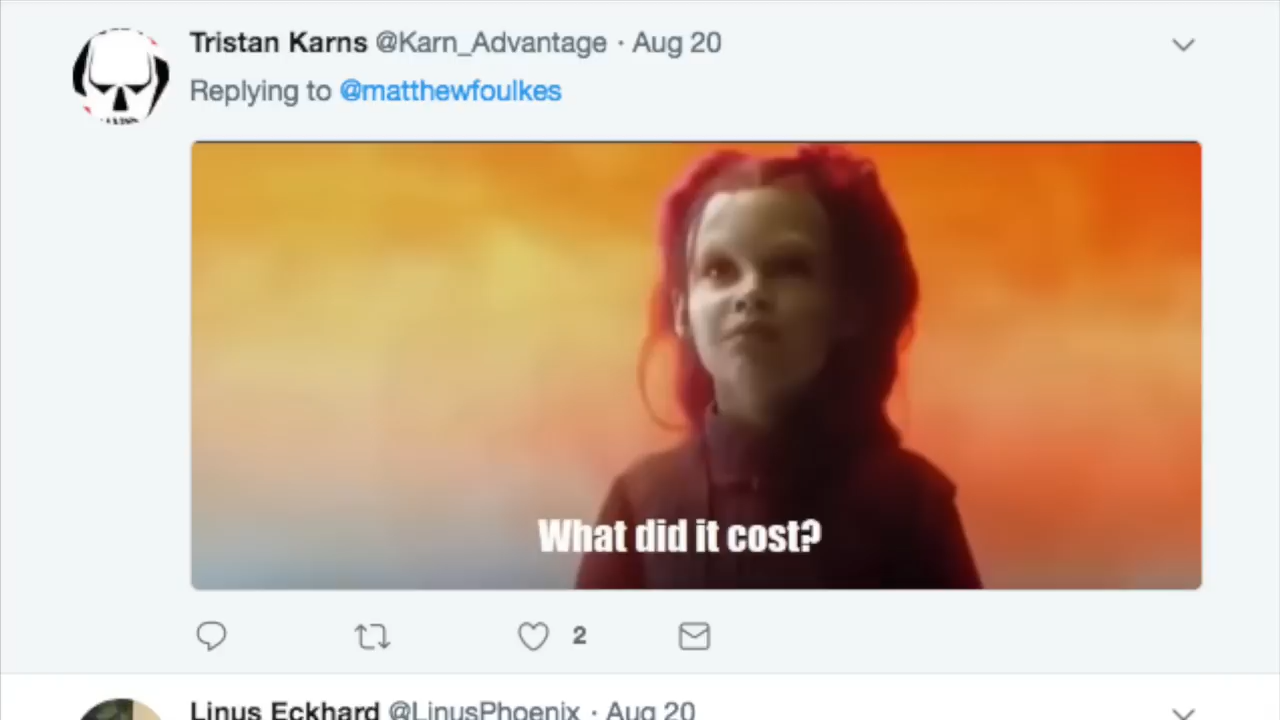 Tristan Karns @Karn_Advantage · Aug 20
Replying to @matthewfoulkes
What did it cost?
2
Linus Eckhard @LinusPhoenix · Aug 20